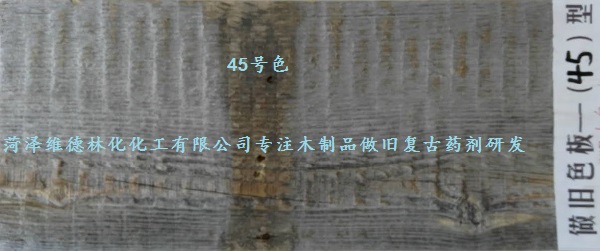 45号色
菏泽维德林化化工有限公司专注木制品做旧复古药剂研发
做旧色板—(45)型